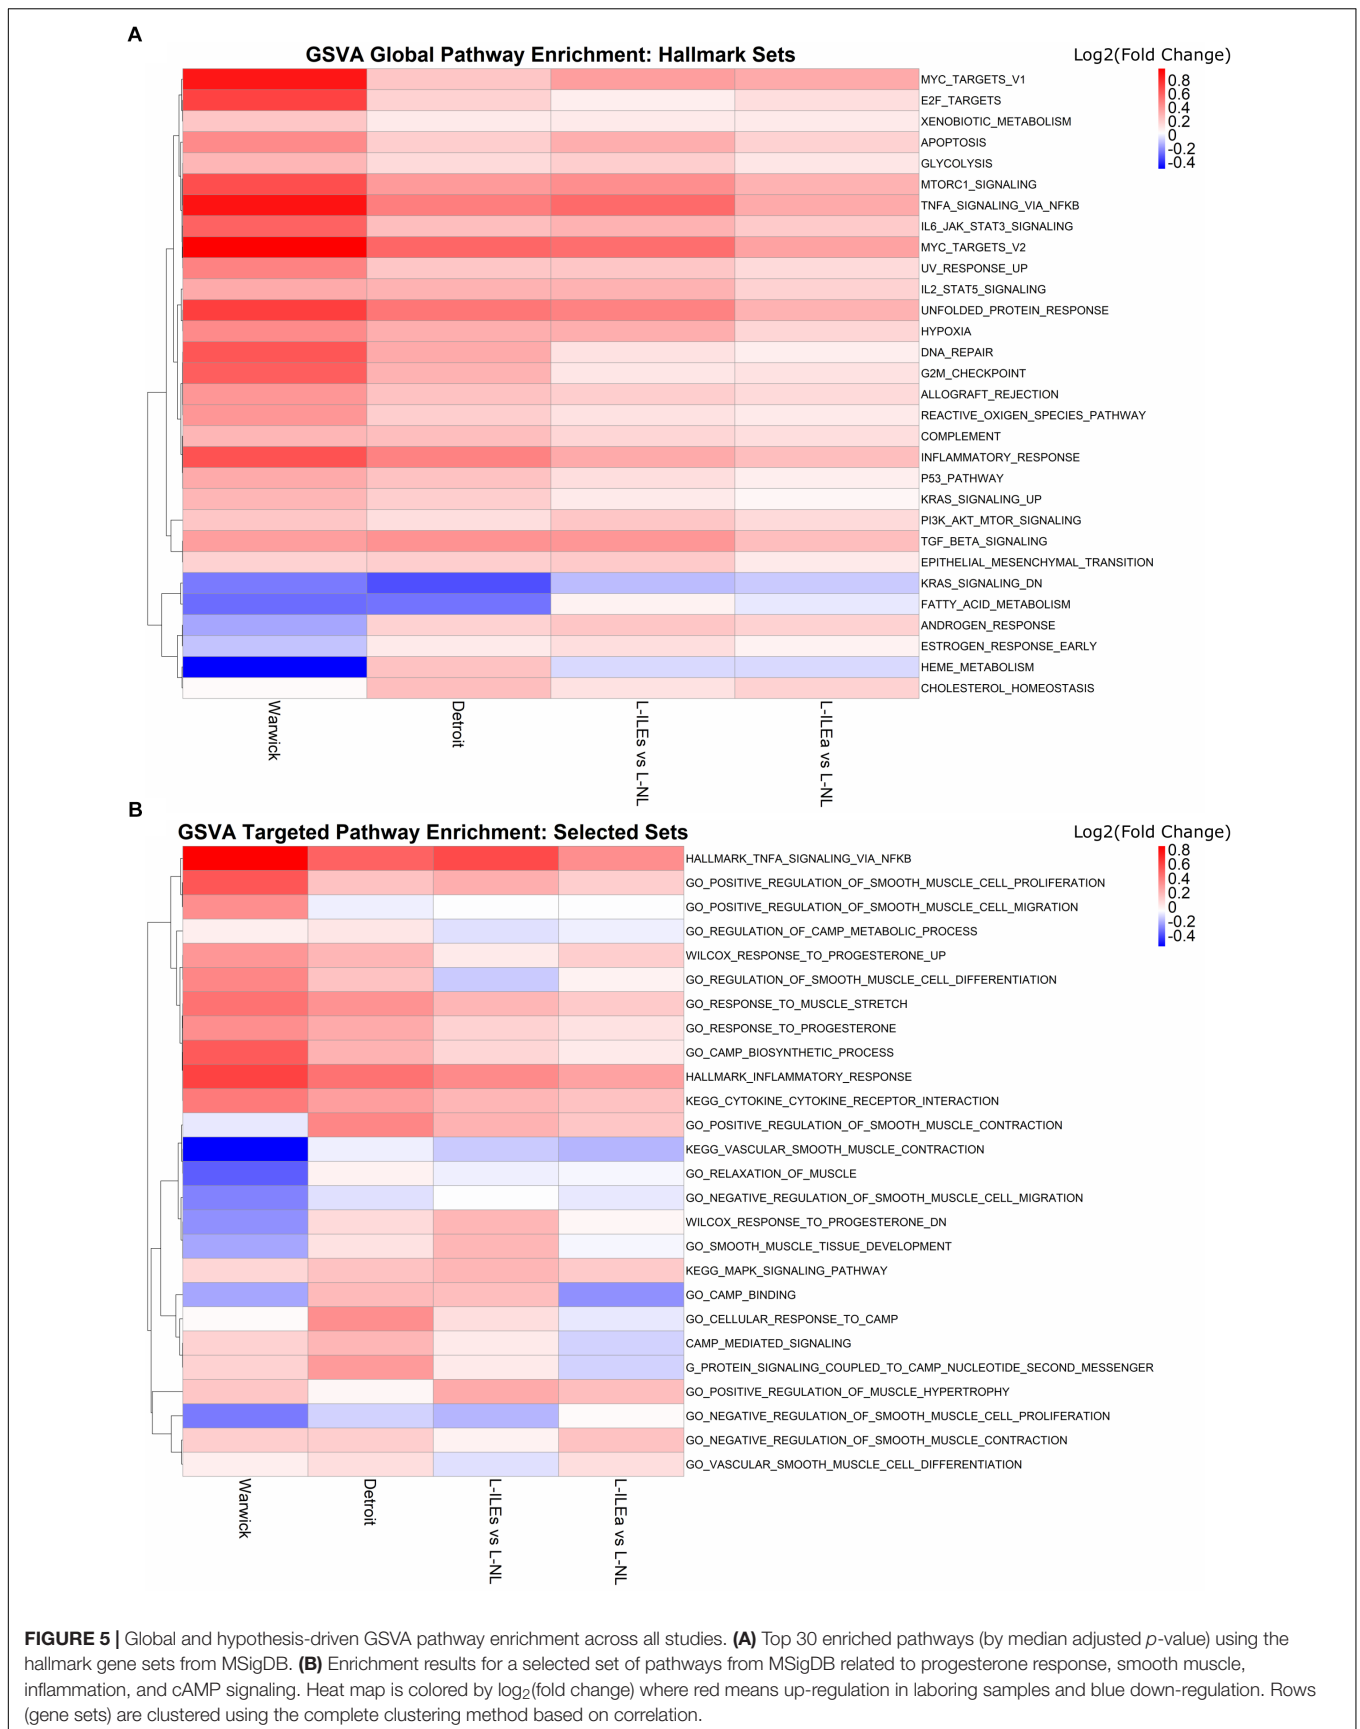 A
GSVA Global Pathway Enrichment: Hallmark Sets
Log2(Fold Change)
0.8
0.6
0.4
0.2
0
-0.2
-0.4
MYC_TARGETS_V1
E2F_TARGETS
XENOBIOTIC_METABOLISM
APOPTOSIS
GLYCOLYSIS
MTORC1_SIGNALING
TNFA_SIGNALING_VIA_NFKB
IL6_JAK_STAT3_SIGNALING
MYC_TARGETS_V2
UV_RESPONSE_UP
IL2_STAT5_SIGNALING
UNFOLDED_PROTEIN_RESPONSE
HYPOXIA
DNA_REPAIR
G2M_CHECKPOINT
ALLOGRAFT_REJECTION
REACTIVE_OXIGEN_SPECIES_PATHWAY
COMPLEMENT
INFLAMMATORY_RESPONSE
P53_PATHWAY
KRAS_SIGNALING_UP
PI3K_AKT_MTOR_SIGNALING
TGF_BETA_SIGNALING
EPITHELIAL_MESENCHYMAL_TRANSITION
KRAS_SIGNALING_DN
FATTY_ACID_METABOLISM
ANDROGEN_RESPONSE
ESTROGEN_RESPONSE_EARLY
HEME_METABOLISM
CHOLESTEROL_HOMEOSTASIS
Warwick
Detroit
L-ILEs vs L-NL
L-ILEa vs L-NL
B
GSVA Targeted Pathway Enrichment: Selected Sets
Log2(Fold Change)
0.8
0.6
0.4
0.2
0
-0.2
-0.4
HALLMARK_TNFA_SIGNALING_VIA_NFKB
GO_POSITIVE_REGULATION_OF_SMOOTH_MUSCLE_CELL_PROLIFERATION
GO_POSITIVE_REGULATION_OF_SMOOTH_MUSCLE_CELL_MIGRATION
GO_REGULATION_OF_CAMP_METABOLIC_PROCESS
WILCOX_RESPONSE_TO_PROGESTERONE_UP
GO_REGULATION_OF_SMOOTH_MUSCLE_CELL_DIFFERENTIATION
GO_RESPONSE_TO_MUSCLE_STRETCH
GO_RESPONSE_TO_PROGESTERONE
GO_CAMP_BIOSYNTHETIC_PROCESS
HALLMARK_INFLAMMATORY_RESPONSE
KEGG_CYTOKINE_CYTOKINE_RECEPTOR_INTERACTION
GO_POSITIVE_REGULATION_OF_SMOOTH_MUSCLE_CONTRACTION
KEGG_VASCULAR_SMOOTH_MUSCLE_CONTRACTION
GO_RELAXATION_OF_MUSCLE
GO_NEGATIVE_REGULATION_OF_SMOOTH_MUSCLE_CELL_MIGRATION
WILCOX_RESPONSE_TO_PROGESTERONE_DN
GO_SMOOTH_MUSCLE_TISSUE_DEVELOPMENT
KEGG_MAPK_SIGNALING_PATHWAY
GO_CAMP_BINDING
GO_CELLULAR_RESPONSE_TO_CAMP
CAMP_MEDIATED_SIGNALING
G_PROTEIN_SIGNALING_COUPLED_TO_CAMP_NUCLEOTIDE_SECOND_MESSENGER
GO_POSITIVE_REGULATION_OF_MUSCLE_HYPERTROPHY
GO_NEGATIVE_REGULATION_OF_SMOOTH_MUSCLE_CELL_PROLIFERATION
GO_NEGATIVE_REGULATION_OF_SMOOTH_MUSCLE_CONTRACTION
GO_VASCULAR_SMOOTH_MUSCLE_CELL_DIFFERENTIATION
Warwick
Detroit
L-ILEs vs L-NL
L-ILEa vs L-NL
FIGURE 5 | Global and hypothesis-driven GSVA pathway enrichment across all studies. (A) Top 30 enriched pathways (by median adjusted p-value) using the
hallmark gene sets from MSigDB. (B) Enrichment results for a selected set of pathways from MSigDB related to progesterone response, smooth muscle,
inflammation, and cAMP signaling. Heat map is colored by log2(fold change) where red means up-regulation in laboring samples and blue down-regulation. Rows
(gene sets) are clustered using the complete clustering method based on correlation.